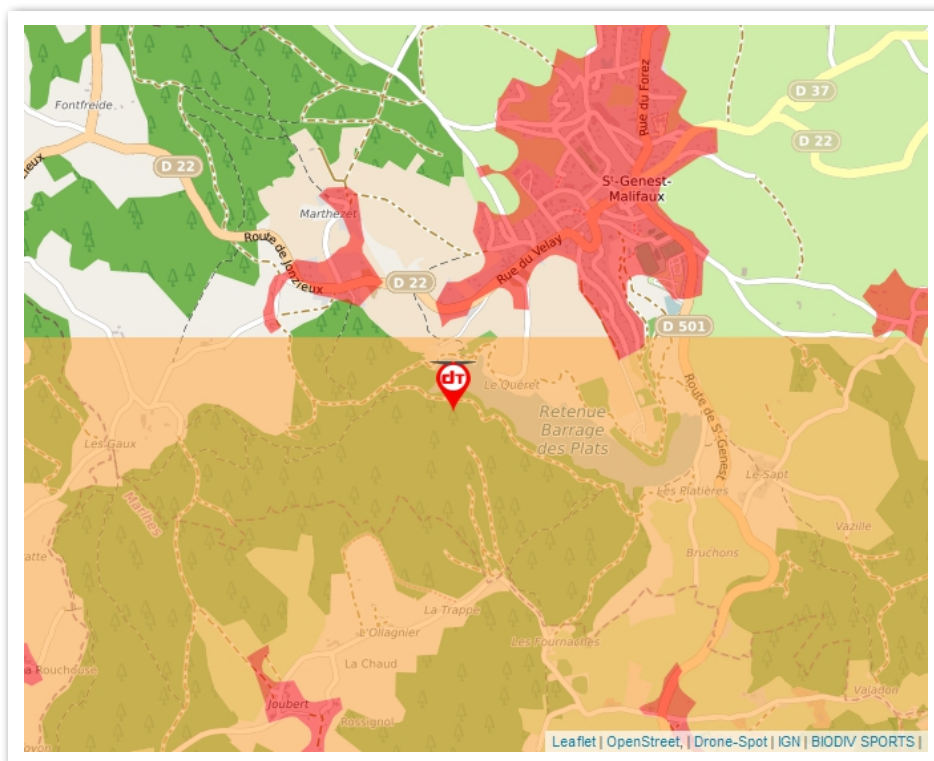 Fontfreide
D 37
Rue du Forez
D 22
D 22
St-Genest-
Malifaux
Marthezet
Route de Jonzieux
Rue du Velay
D 22
D 501
dT
Le Quéret
Retenue
Barrage
des Plats
Route de St-Genest
Les Gaux
Le Sapt
Les Platières
Marlhes
Vazille
Bruchons
La Trappe
L'Ollagnier
Les Fournaches
La Chaud
Valadon
Joubert
Rossignol
Leaflet | OpenStreet, | Drone-Spot | IGN | BIODIV SPORTS |